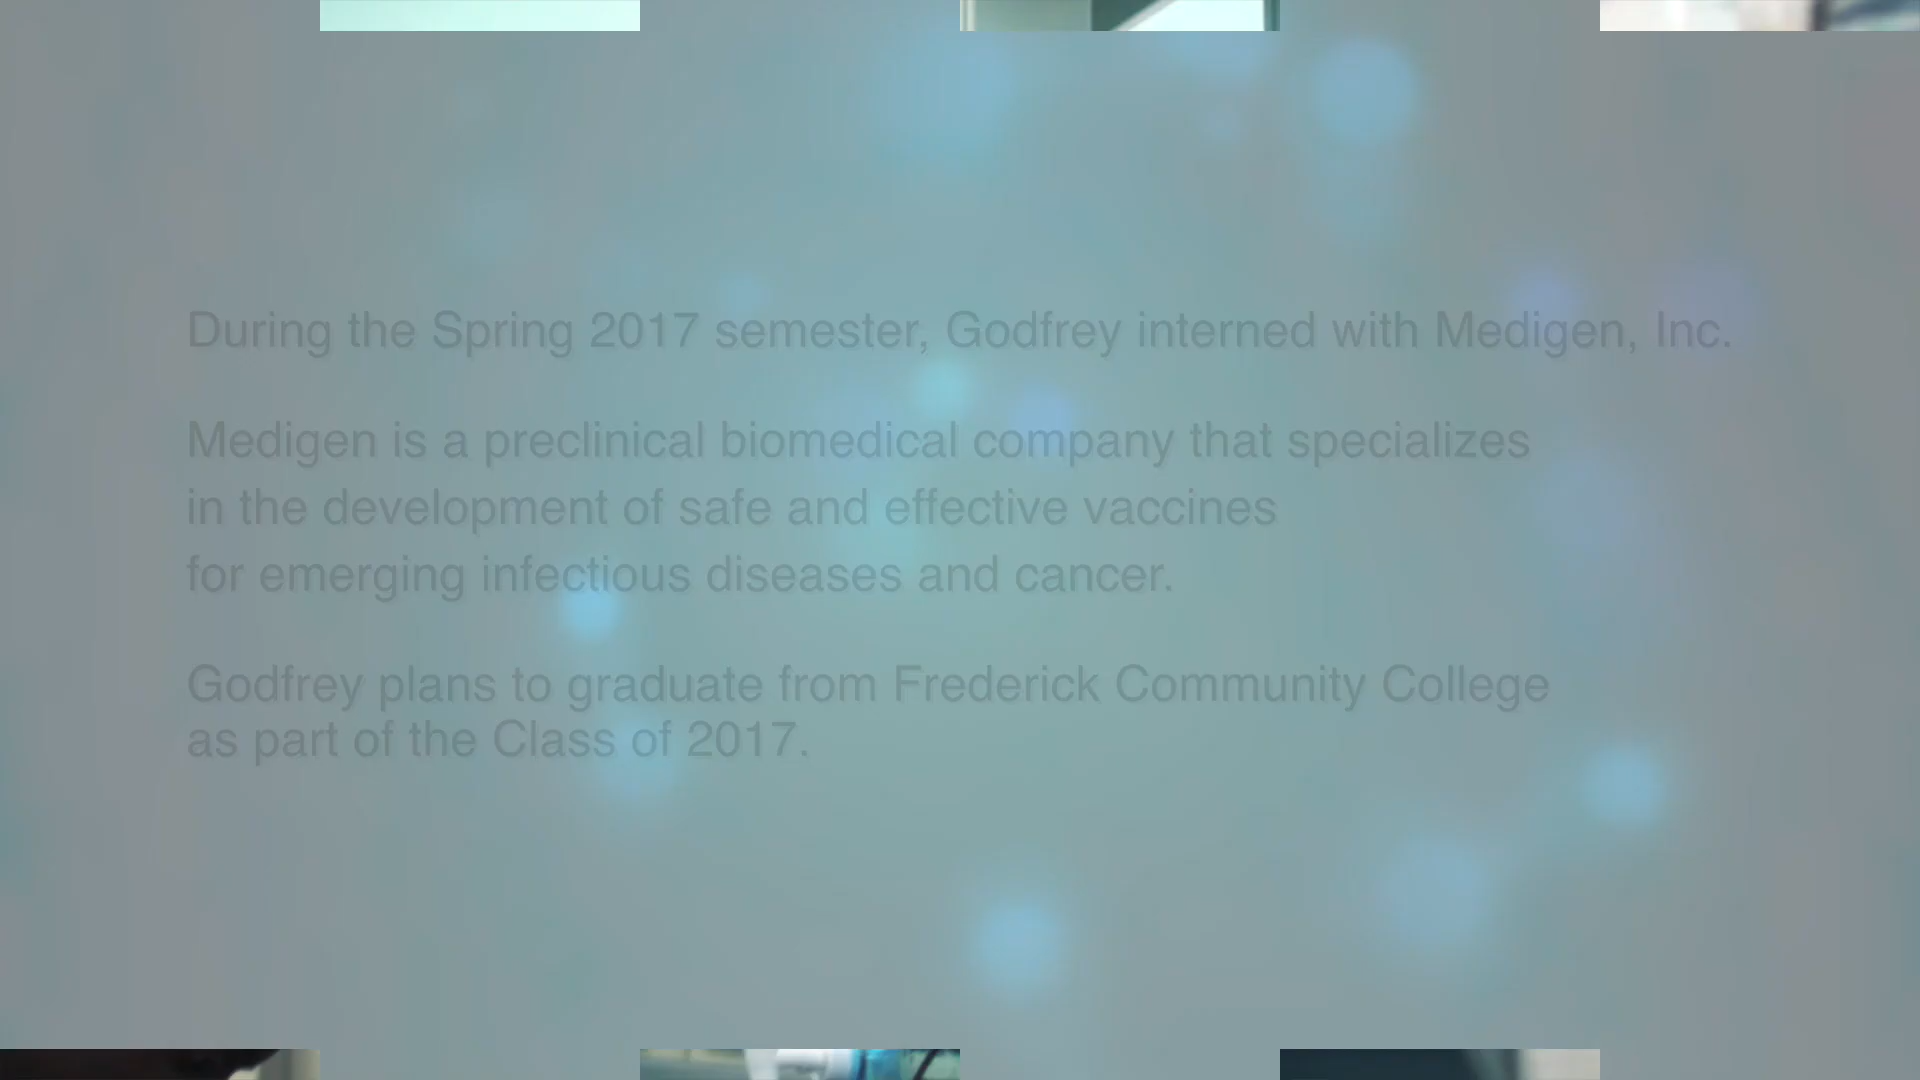 During the Spring 2017 semester, Godfrey interned with Medigen, Inc.
Medigen is a preclinical biomedical company that specializes
in the development of safe and effective vaccines
for emerging infectious diseases and cancer.
Godfrey plans to graduate from Frederick Community College
as part of the Class of 2017.